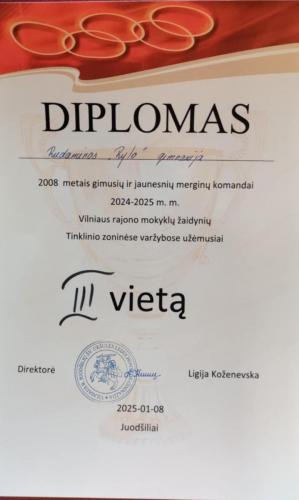 DIPLOMAS
Rudaminos „Ryto" gimnazija
2008 metais gimusių ir jaunesnių merginų komandai
2024-2025 m. m.
Vilniaus rajono mokyklų žaidynių
Tinklinio zoninėse varžybose užėmusiai
III vietą
Direktorė
Ligija Koženevska
2025-01-08
Juodšiliai